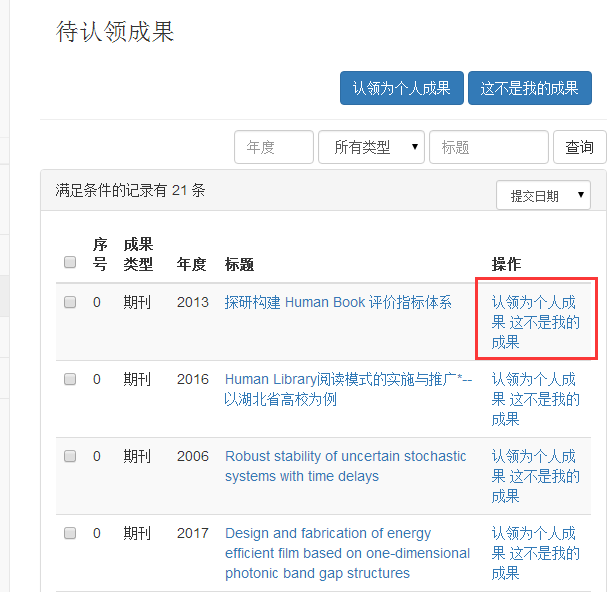 待认领成果
认领为个人成果 这不是我的成果
年度 所有类型 标题 查询
满足条件的记录有 21 条 提交日期
序号 成果类型 年度 标题 操作
0 期刊 2013 探研构建 Human Book 评价指标体系 认领为个人成
果 这不是我的
成果
0 期刊 2016 Human Library阅读模式的实施与推广*-- 认领为个人成
以湖北省高校为例 果 这不是我的
成果
0 期刊 2006 Robust stability of uncertain stochastic 认领为个人成
systems with time delays 果 这不是我的
成果
0 期刊 2017 Design and fabrication of energy 认领为个人成
efficient film based on one-dimensional 果 这不是我的
photonic band gap structures 成果